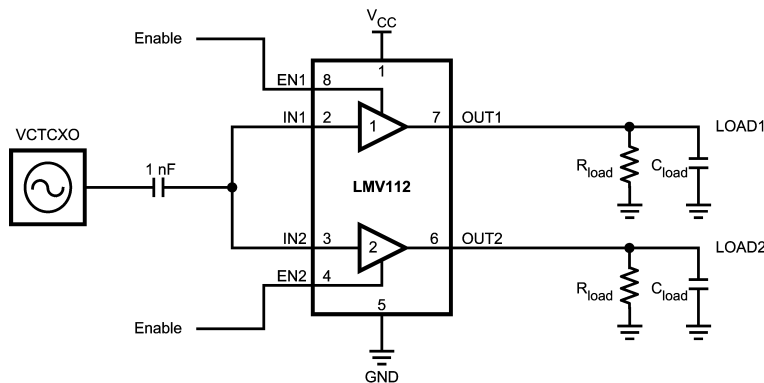 VCC
Enable
1
EN1 8
IN1 2
1
7 OUT1
LOAD1
VCTCXO
1 nF
Rload
Cload
LMV112
IN2 3
2
6 OUT2
LOAD2
EN2 4
Rload
Cload
5
Enable
GND